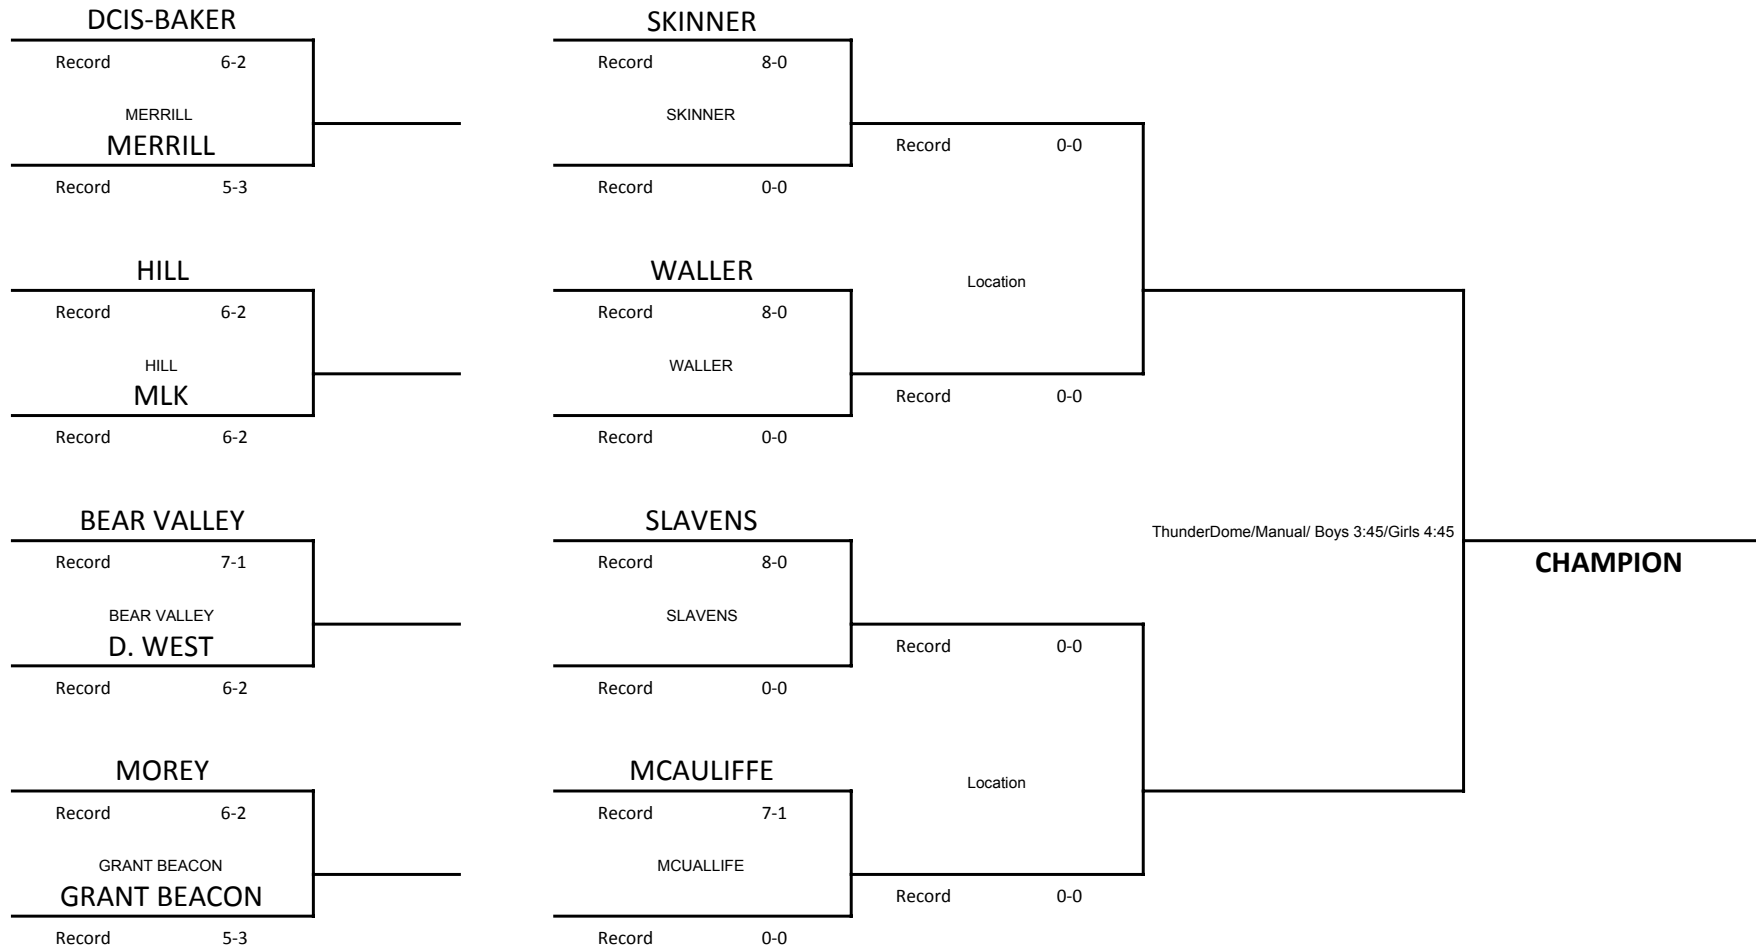 DCIS-BAKER SKINNER
Record 6-2 Record 8-0
MERRILL SKINNER
MERRILL
Record 0-0
Record 5-3 Record 0-0
HILL WALLER
Location
Record 6-2 Record 8-0
HILL WALLER
MLK
Record 0-0
Record 6-2 Record 0-0
BEAR VALLEY SLAVENS
ThunderDome/Manual/ Boys 3:45/Girls 4:45
Record 7-1 Record 8-0 CHAMPION
BEAR VALLEY SLAVENS
D. WEST
Record 0-0
Record 6-2 Record 0-0
MOREY MCAULIFFE
Location
Record 6-2 Record 7-1
GRANT BEACON MCUALLIFE
GRANT BEACON
Record 0-0
Record 5-3 Record 0-0